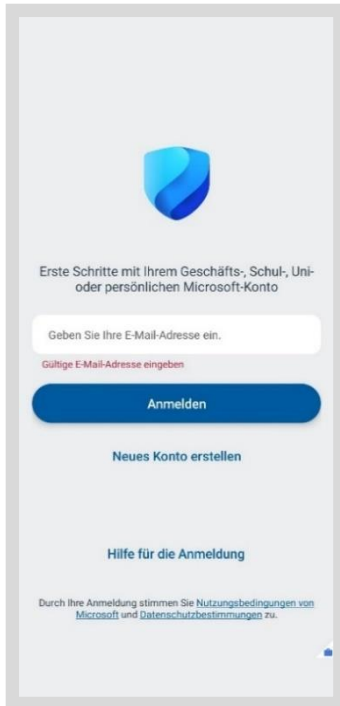 Erste Schritte mit Ihrem Geschäfts-, Schul-, Uni-
oder persönlichen Microsoft-Konto
Geben Sie Ihre E-Mail-Adresse ein.
Gültige E-Mail-Adresse eingeben
Anmelden
Neues Konto erstellen
Hilfe für die Anmeldung
Durch Ihre Anmeldung stimmen Sie Nutzungsbedingungen von
Microsoft und Datenschutzbestimmungen zu.